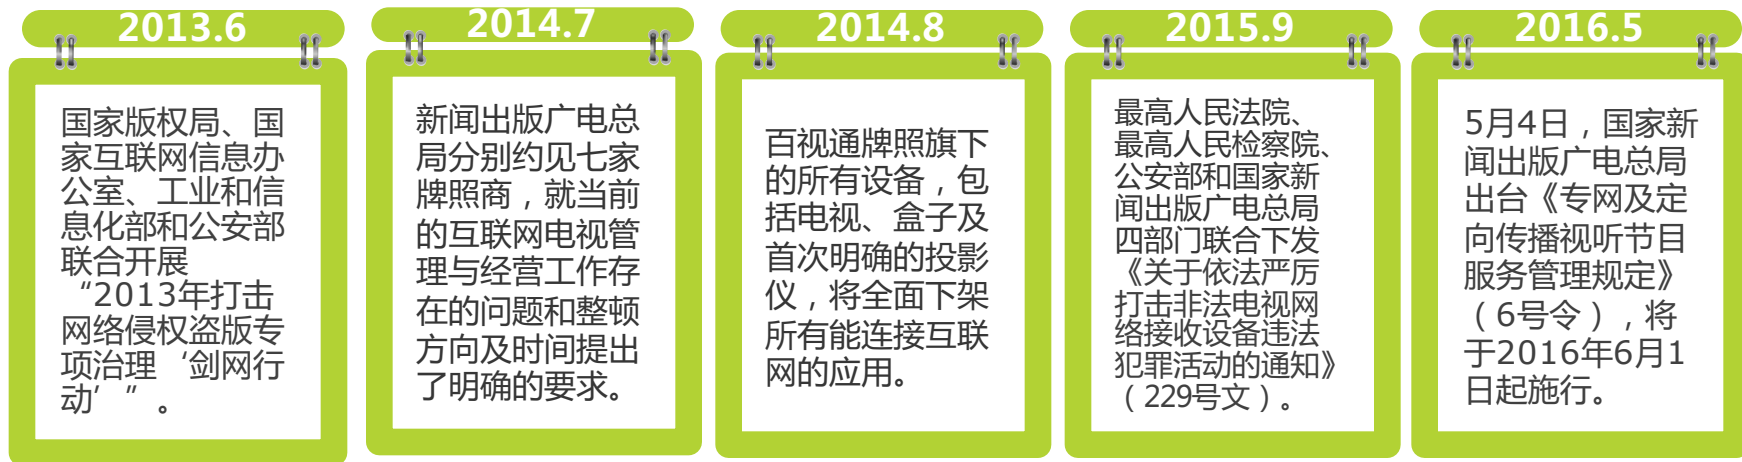 2013.6
国家版权局、国
家互联网信息办
公室、工业和信
息化部和公安部
联合开展
“2013年打击
网络侵权盗版专
项治理‘剑网行
动’”。
2014.7
新闻出版广电总
局分别约见七家
牌照商，就当前
的互联网电视管
理与经营工作存
在的问题和整顿
方向及时间提出
了明确的要求。
2014.8
百视通牌照旗下
的所有设备，包
括电视、盒子及
首次明确的投影
仪，将全面下架
所有能连接互联
网的应用。
2015.9
最高人民法院、
最高人民检察院、
公安部和国家新
闻出版广电总局
四部门联合下发
《关于依法严厉
打击非法电视网
络接收设备违法
犯罪活动的通知》
（229号文）。
2016.5
5月4日，国家新
闻出版广电总局
出台《专网及定
向传播视听节目
服务管理规定》
（6号令），将
于2016年6月1
日起施行。